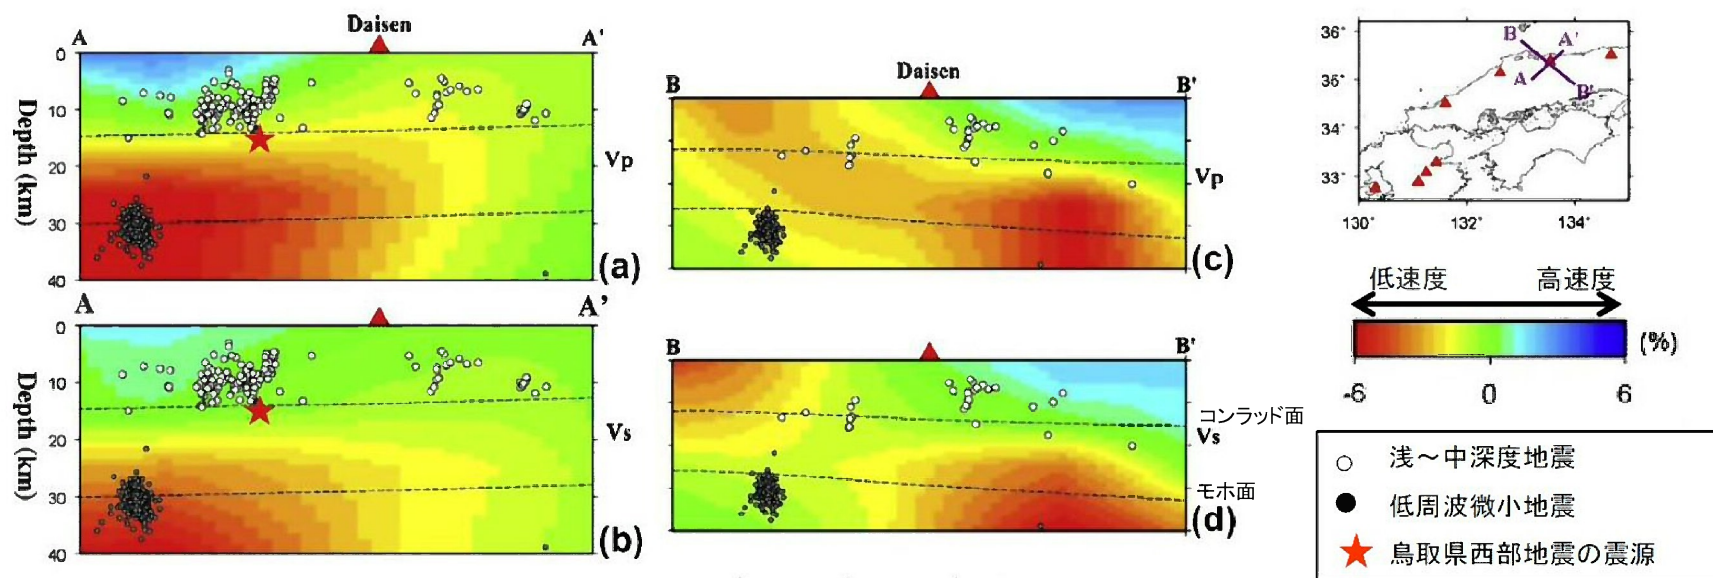 A
Daisen
A'
0
10
20
30
40
Depth (km)
Vp
(a)
A
A'
0
10
20
30
40
Depth (km)
Vs
(b)
B
Daisen
B'
Vp
(c)
B
B'
コンラッド面
Vs
モホ面
(d)
36°
35°
34°
33°
130°
132°
134°
B
A'
A
B'
低速度
高速度
(%)
-6
0
6
浅~中深度地震
低周波微小地震
鳥取県西部地震の震源